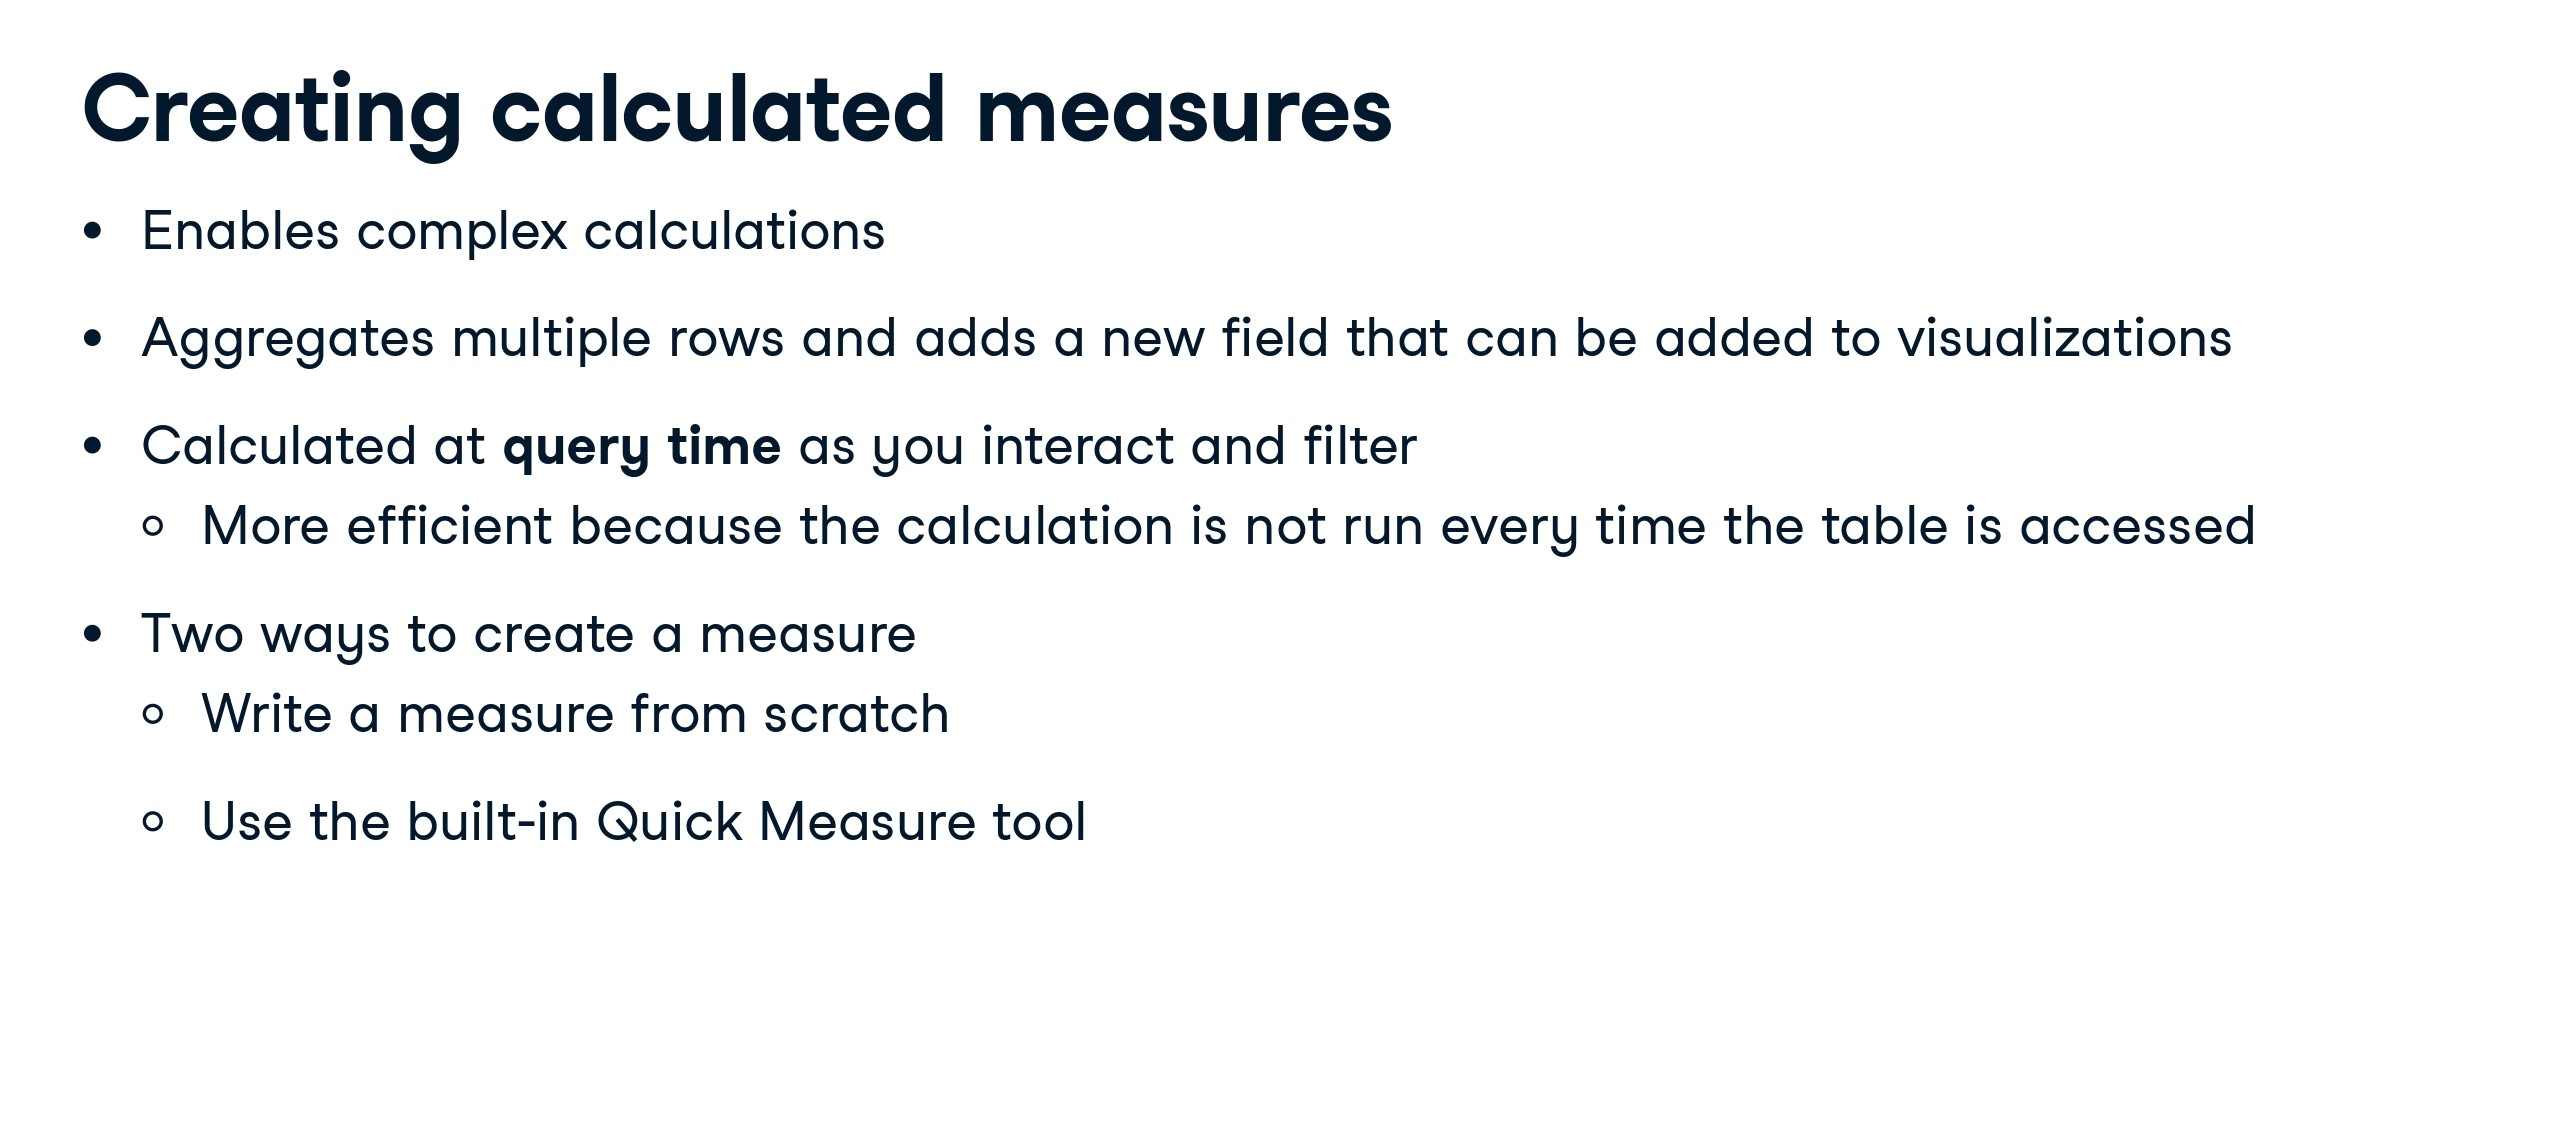 Creating calculated measures
• Enables complex calculations
• Aggregates multiple rows and adds a new field that can be added to visualizations
• Calculated at query time as you interact and filter
○ More efficient because the calculation is not run every time the table is accessed
• Two ways to create a measure
○ Write a measure from scratch
○ Use the built-in Quick Measure tool